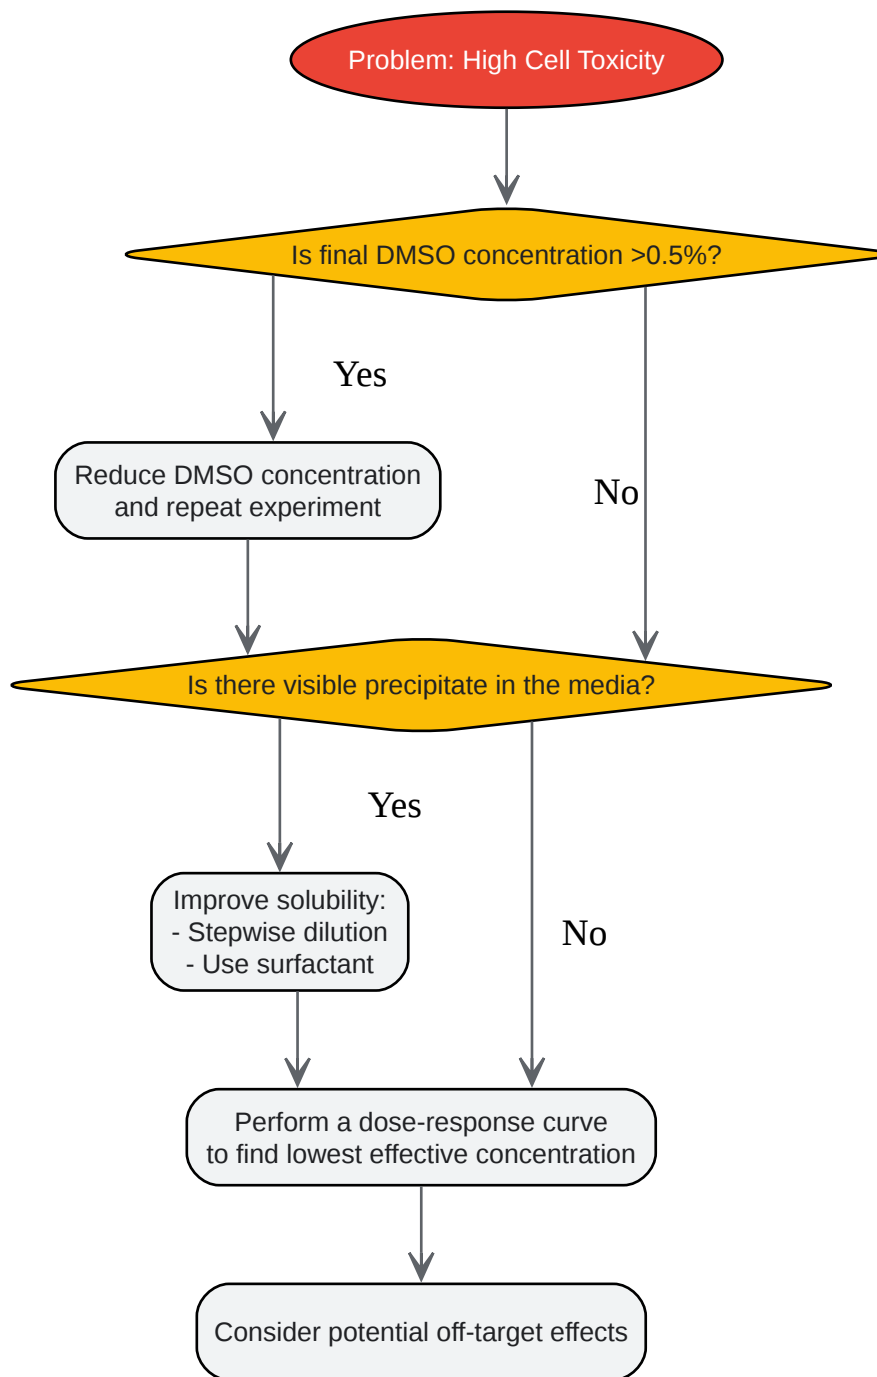 Problem: High Cell Toxicity
Is final DMSO concentration >0.5%?
Yes
Reduce DMSO concentration
and repeat experiment
No
Is there visible precipitate in the media?
Yes
Improve solubility:
- Stepwise dilution
- Use surfactant
No
Perform a dose-response curve
to find lowest effective concentration
Consider potential off-target effects